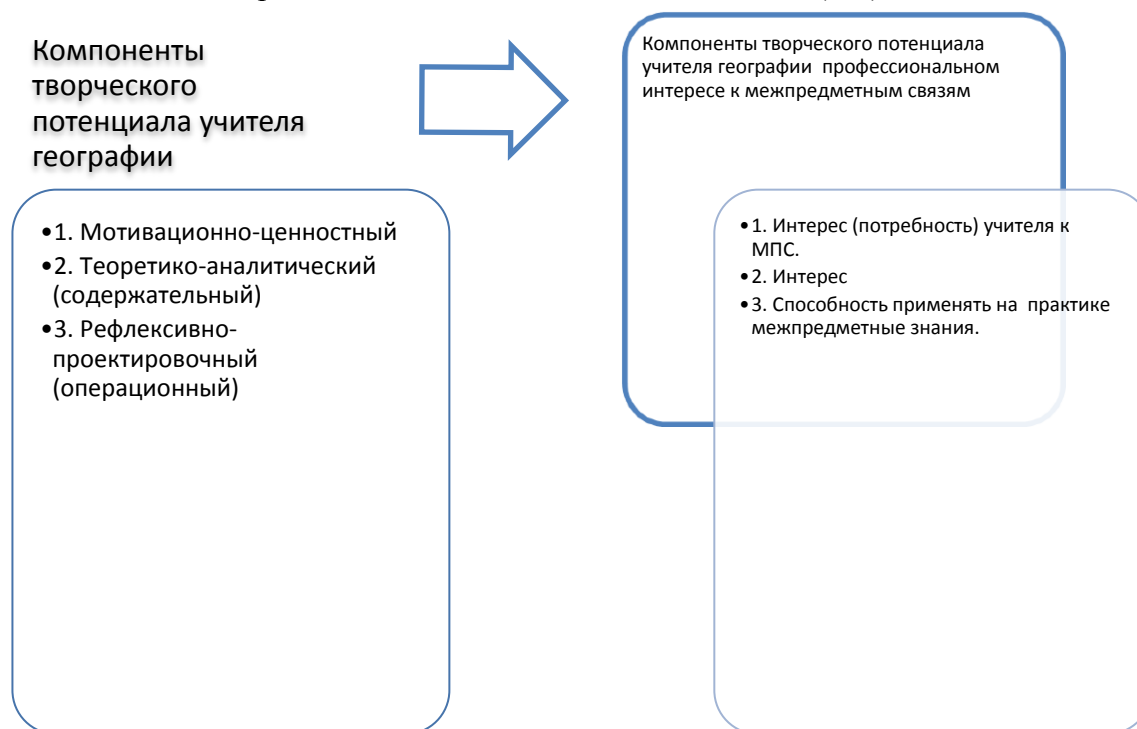 Компоненты
творческого
потенциала учителя
географии
Компоненты творческого потенциала
учителя географии профессиональном
интересе к межпредметным связям
•1. Мотивационно-ценностный
•2. Теоретико-аналитический
(содержательный)
•3. Рефлексивно-
проектировочный
(операционный)
•1. Интерес (потребность) учителя к
МПС.
•2. Интерес
•3. Способность применять на практике
межпредметные знания.